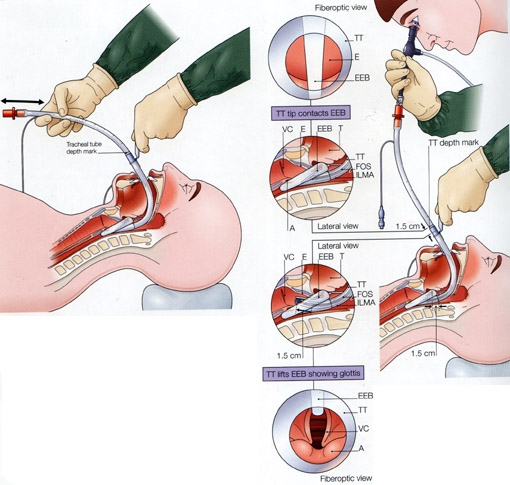 Fiberoptic view
TT
E
EEB
TT tip contacts EEB
VC E EEB T
TT
FOS
ILMA
A
Lateral view
Tracheal tube
depth mark
TT depth mark
1.5 cm
Lateral view
VC E EEB T
TT
FOS
ILMA
1.5 cm
1.5 cm
TT lifts EEB showing glottis
EEB
TT
VC
A
Fiberoptic view